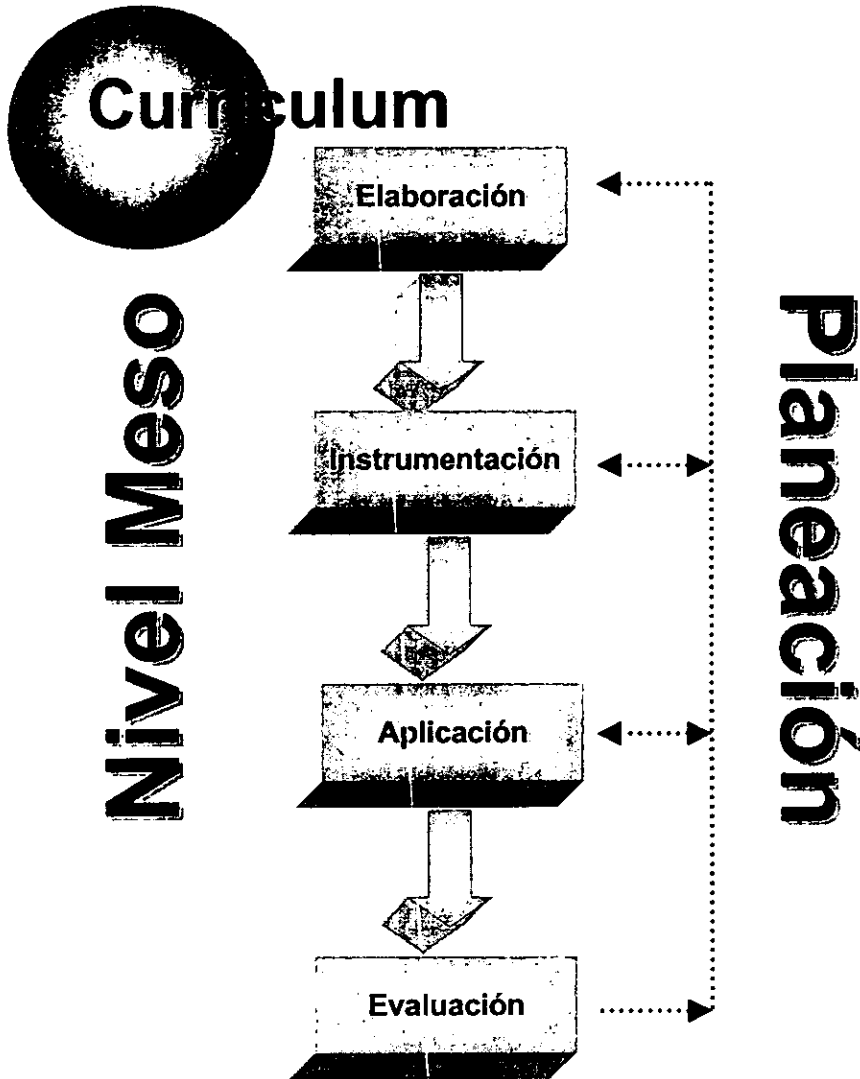 Curriculum
Elaboración
Nivel Meso
Planeación
Instrumentación
Aplicación
Evaluación